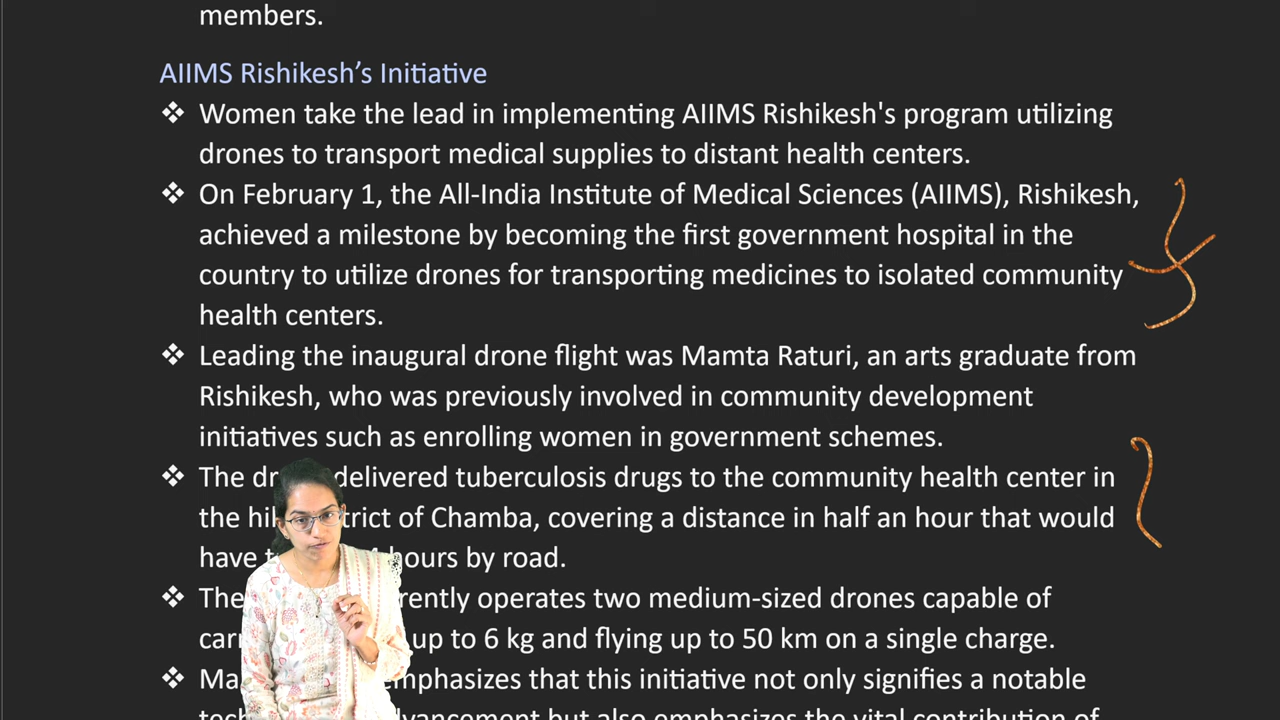 members.
AIIMS Rishikesh's Initiative
❖ Women take the lead in implementing AIIMS Rishikesh's program utilizing
drones to transport medical supplies to distant health centers.
❖ On February 1, the All-India Institute of Medical Sciences (AIIMS), Rishikesh,
achieved a milestone by becoming the first government hospital in the
country to utilize drones for transporting medicines to isolated community
health centers.
❖ Leading the inaugural drone flight was Mamta Raturi, an arts graduate from
Rishikesh, who was previously involved in community development
initiatives such as enrolling women in government schemes.
❖ The delivered tuberculosis drugs to the community health center in
the of Chamba, covering a distance in half an hour that would
have hours by road.
❖ The operates two medium-sized drones capable of
up to 6 kg and flying up to 50 km on a single charge.
❖ that this initiative not only signifies a notable
but also emphasizes the vital contribution of